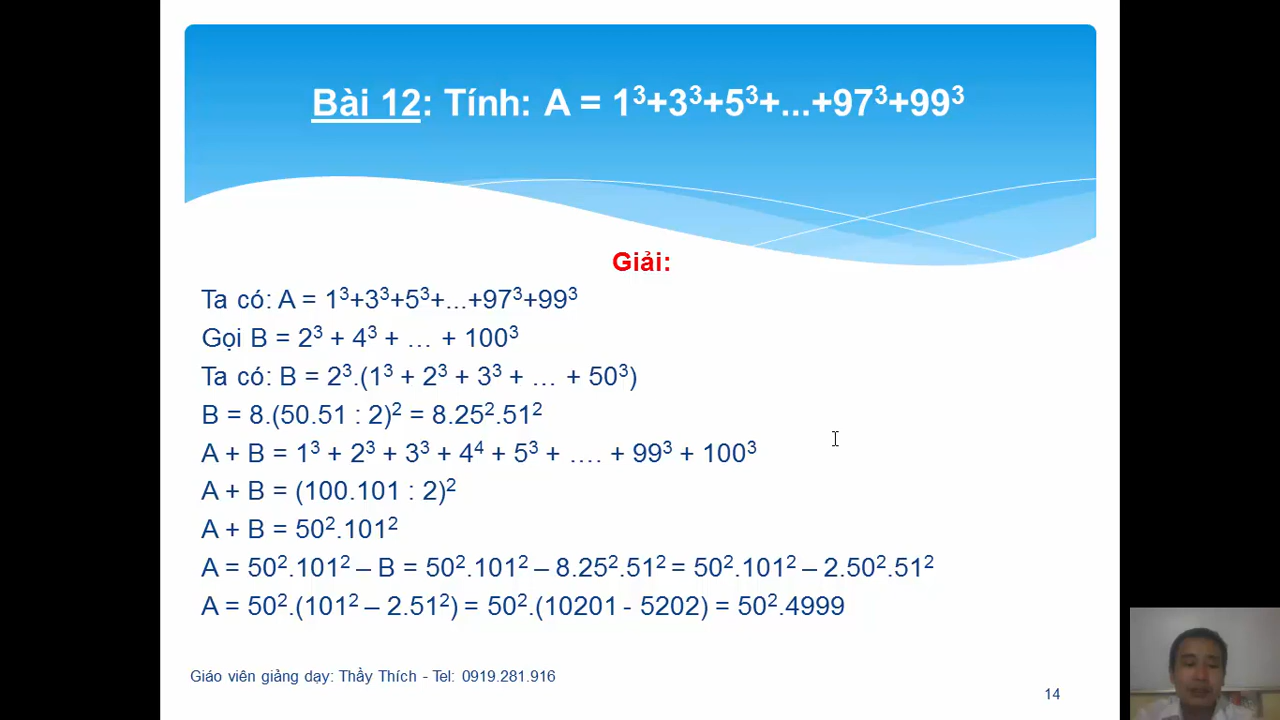 Bài 12: Tính: A = 1³+3³+5³+...+97³+99³
Giải:
Ta có: A = 1³+3³+5³+...+97³+99³
Gọi B = 2³ + 4³ + … + 100³
Ta có: B = 2³.(1³ + 2³ + 3³ + … + 50³)
B = 8.(50.51 : 2)² = 8.25².51²
A + B = 1³ + 2³ + 3³ + 4⁴ + 5³ + …. + 99³ + 100³
A + B = (100.101 : 2)²
A + B = 50².101²
A = 50².101² – B = 50².101² – 8.25².51² = 50².101² – 2.50².51²
A = 50².(101² – 2.51²) = 50².(10201 - 5202) = 50².4999
Giáo viên giảng dạy: Thầy Thích - Tel: 0919.281.916
14